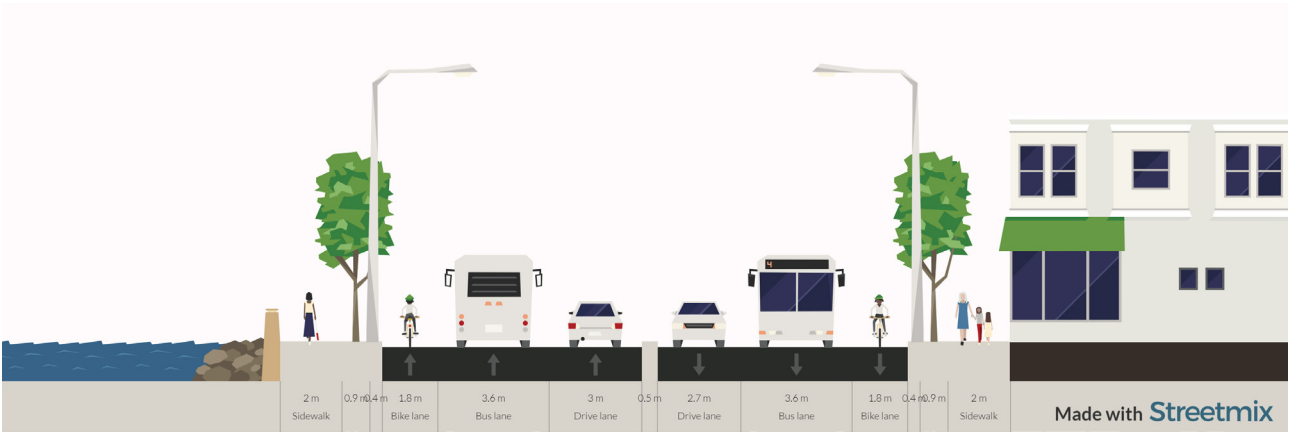 4
2 m
0.9 m
0.4 m
1.8 m
3.6 m
3 m
0.5 m
2.7 m
3.6 m
1.8 m
0.4 m
0.9 m
2 m
Sidewalk
Bike lane
Bus lane
Drive lane
Drive lane
Bus lane
Bike lane
Sidewalk
Made with Streetmix